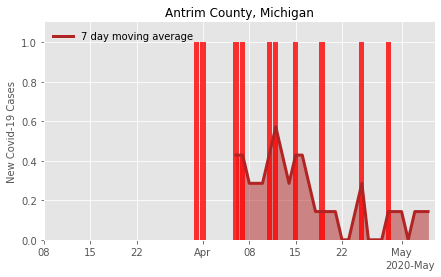 Antrim County, Michigan
7 day moving average
New Covid-19 Cases
1.0
0.8
0.6
0.4
0.2
0.0
08 15 22 Apr 08 15 22 May
2020-May